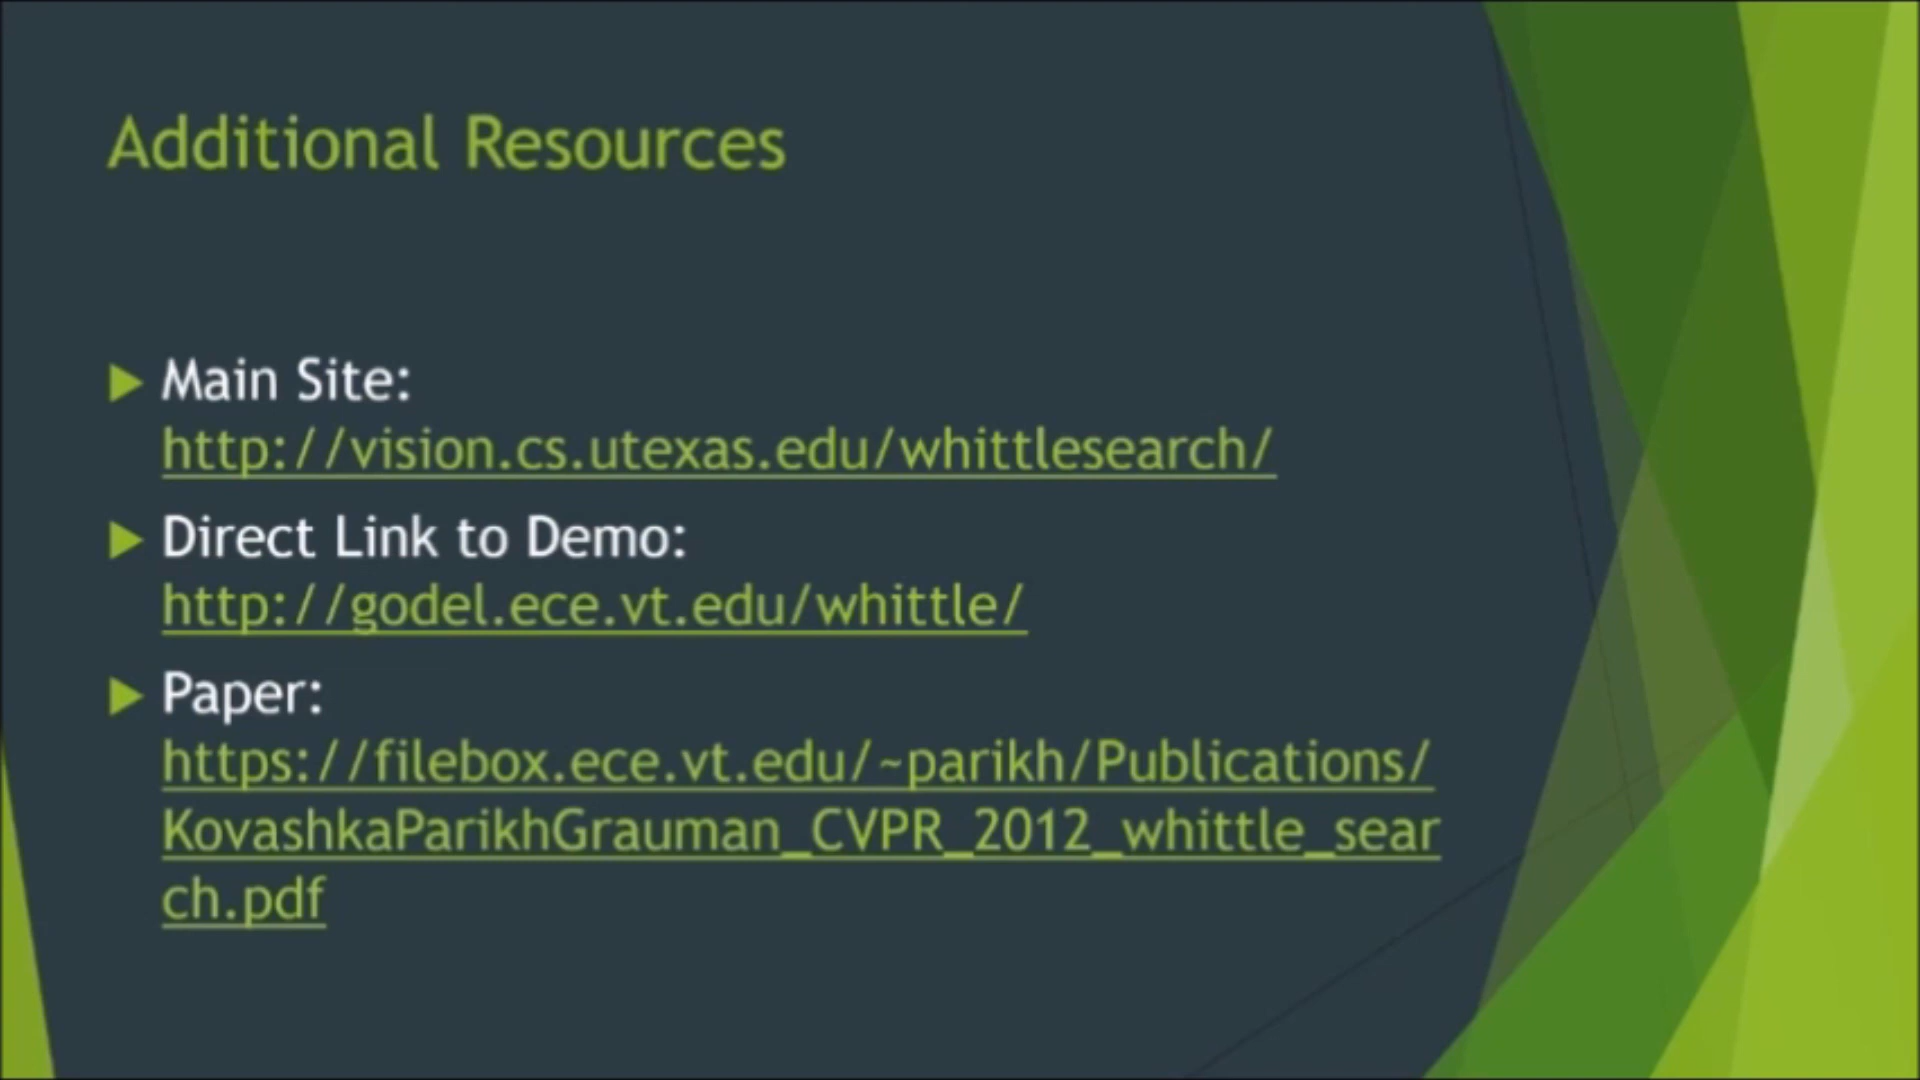 Additional Resources
Main Site:
http://vision.cs.utexas.edu/whittlesearch/
Direct Link to Demo:
http://godel.ece.vt.edu/whittle/
Paper:
https://filebox.ece.vt.edu/~parikh/Publications/
KovashkaParikhGrauman_CVPR_2012_whittle_sear
ch.pdf